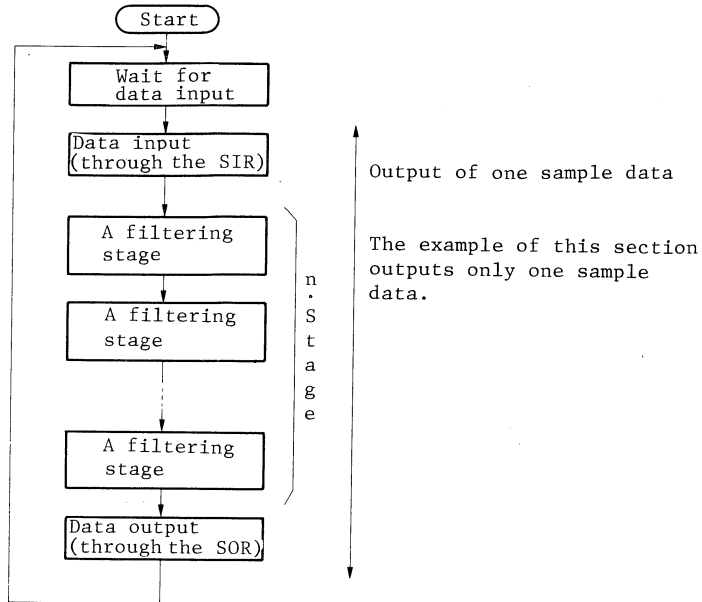 Start
Wait for
data input
Data input
(through the SIR)
Output of one sample data
A filtering
stage
The example of this section
outputs only one sample
data.
n·Stage
A filtering
stage
A filtering
stage
Data output
(through the SOR)